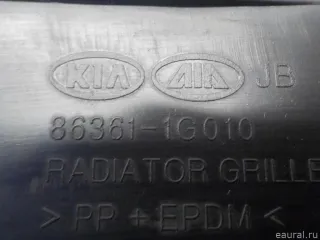 KIA KIA JB
86361-1G010
RADIATOR GRILLE
> PP + EPDM <
eaural.ru